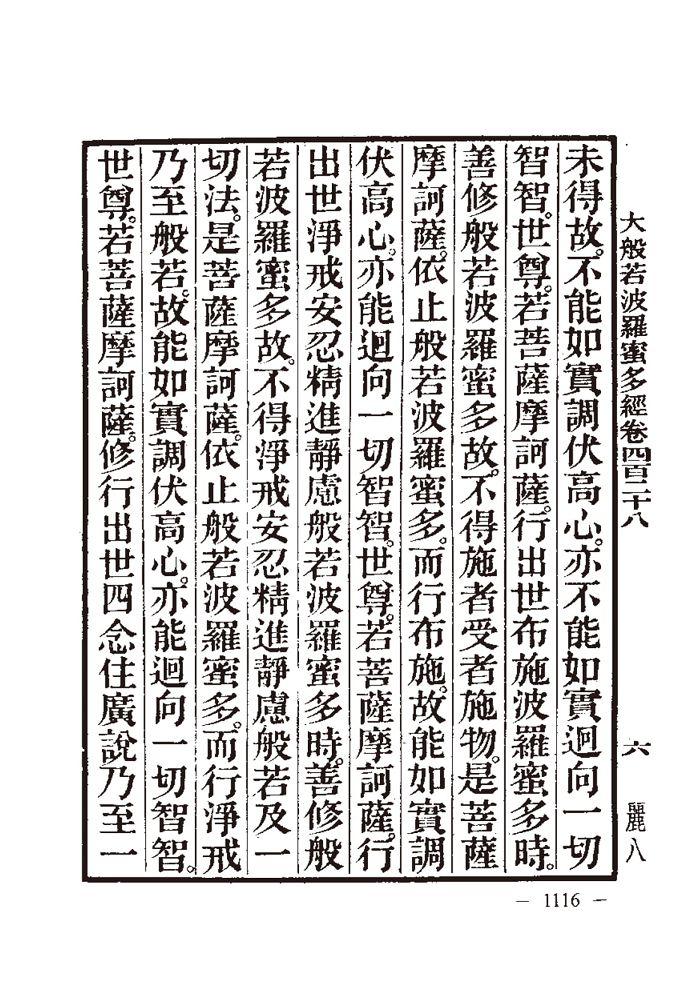 大般若波羅蜜多經卷四百二十八
六
麗八
未得故。不能如實調伏高心。亦不能如實迴向一切
智智。世尊。若菩薩摩訶薩。行出世布施波羅蜜多時。
善修般若波羅蜜多故。不得施者受者施物。是菩薩
摩訶薩。依止般若波羅蜜多。而行布施。故能如實調
伏高心。亦能迴向一切智智。世尊。若菩薩摩訶薩。行
出世淨戒安忍精進靜慮般若波羅蜜多時。善修般
若波羅蜜多故。不得淨戒安忍精進靜慮般若及一
切法。是菩薩摩訶薩。依止般若波羅蜜多。而行淨戒
乃至般若。故能如實調伏高心。亦能迴向一切智智。
世尊。若菩薩摩訶薩。修行出世四念住廣說乃至一
— 1116 —